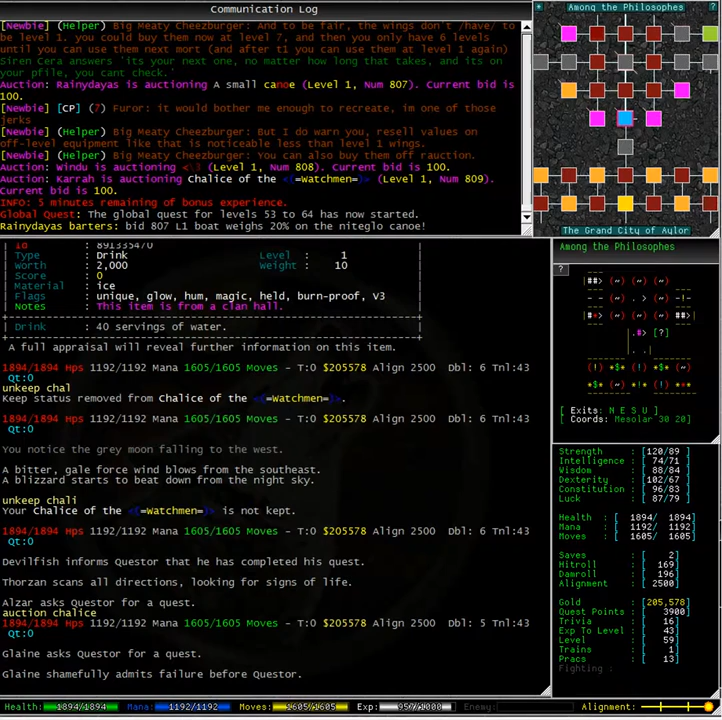 Communication Log
[Newbie] (Helper) Big Meaty Cheezburger: And to be fair, the wings don't /have/ to
be level 1. you could buy them now at level 7, and then you only have 6 levels
until you can use them next mort (and after t1 you can use them at level 1 again)
Siren Cera answers 'its your next one, no matter how long that takes, and its on
your pfile, you cant check.'
Auction: Rainydayas is auctioning A small canoe (Level 1, Num 807). Current bid is
100.
[Newbie] [CP] (7) Furor: it would bother me enough to recreate, im one of those
jerks
[Newbie] (Helper) Big Meaty Cheezburger: But I do warn you, resell values on
off-level equipment like that is noticeable less than level 1 wings.
[Newbie] (Helper) Big Meaty Cheezburger: You can also buy them off rauction.
Auction: Windu is auctioning (Level 1, Num 808). Current bid is 100.
Auction: Karrah is auctioning Chalice of the <(=Watchmen=)> (Level 1, Num 809).
Current bid is 100.
INFO: 5 minutes remaining of bonus experience.
Global Quest: The global quest for levels 53 to 64 has now started.
Rainydayas barters: bid 807 L1 boat weighs 20% on the niteglo canoe!
Among the Philosophes
?
The Grand City of Aylor
| Id : 891335470
| Type : Drink Level : 1
| Worth : 2,000 Weight : 10
| Score : 0
| Material : ice
| Flags : unique, glow, hum, magic, held, burn-proof, V3
| Notes : This item is from a clan hall.
| Drink : 40 servings of water.
A full appraisal will reveal further information on this item.
1894/1894 Hps 1192/1192 Mana 1605/1605 Moves - T:0 $205578 Align 2500 Dbl: 6 Tnl:43
Qt:0
unkeep chal
Keep status removed from Chalice of the <(=Watchmen=)>.
1894/1894 Hps 1192/1192 Mana 1605/1605 Moves - T:0 $205578 Align 2500 Dbl: 6 Tnl:43
Qt:0
You notice the grey moon falling to the west.
A bitter, gale force wind blows from the southeast.
A blizzard starts to beat down from the night sky.
unkeep chali
Your Chalice of the <(=Watchmen=)> is not kept.
1894/1894 Hps 1192/1192 Mana 1605/1605 Moves - T:0 $205578 Align 2500 Dbl: 6 Tnl:43
Qt:0
Devilfish informs Questor that he has completed his quest.
Thorzan scans all directions, looking for signs of life.
Alzar asks Questor for a quest.
auction chalice
1894/1894 Hps 1192/1192 Mana 1605/1605 Moves - T:0 $205578 Align 2500 Dbl: 5 Tnl:43
Qt:0
Glaine asks Questor for a quest.
Glaine shamefully admits failure before Questor.
Among the Philosophes
?
[ Exits: N E S U ]
[ Coords: Mesolar 30 20]
Strength : [120/89 ]
Intelligence : [ 74/71 ]
Wisdom : [ 88/84 ]
Dexterity : [102/67 ]
Constitution : [ 96/83 ]
Luck : [ 87/79 ]
Health : [ 1894/ 1894]
Mana : [ 1192/ 1192]
Moves : [ 1605/ 1605]
Saves : [ 2]
Hitroll : [ 169]
Damroll : [ 196]
Alignment : [ 2500]
Gold : [ 205,578]
Quest Points : [ 3900]
Trivia : [ 16]
Exp To Level : [ 43]
Level : [ 59]
Trains : [ 1]
Pracs : [ 13]
Fighting :
Health: 1894/1894 Mana: 1192/1192 Moves: 1605/1605 Exp: 957/1000 Enemy: Alignment: